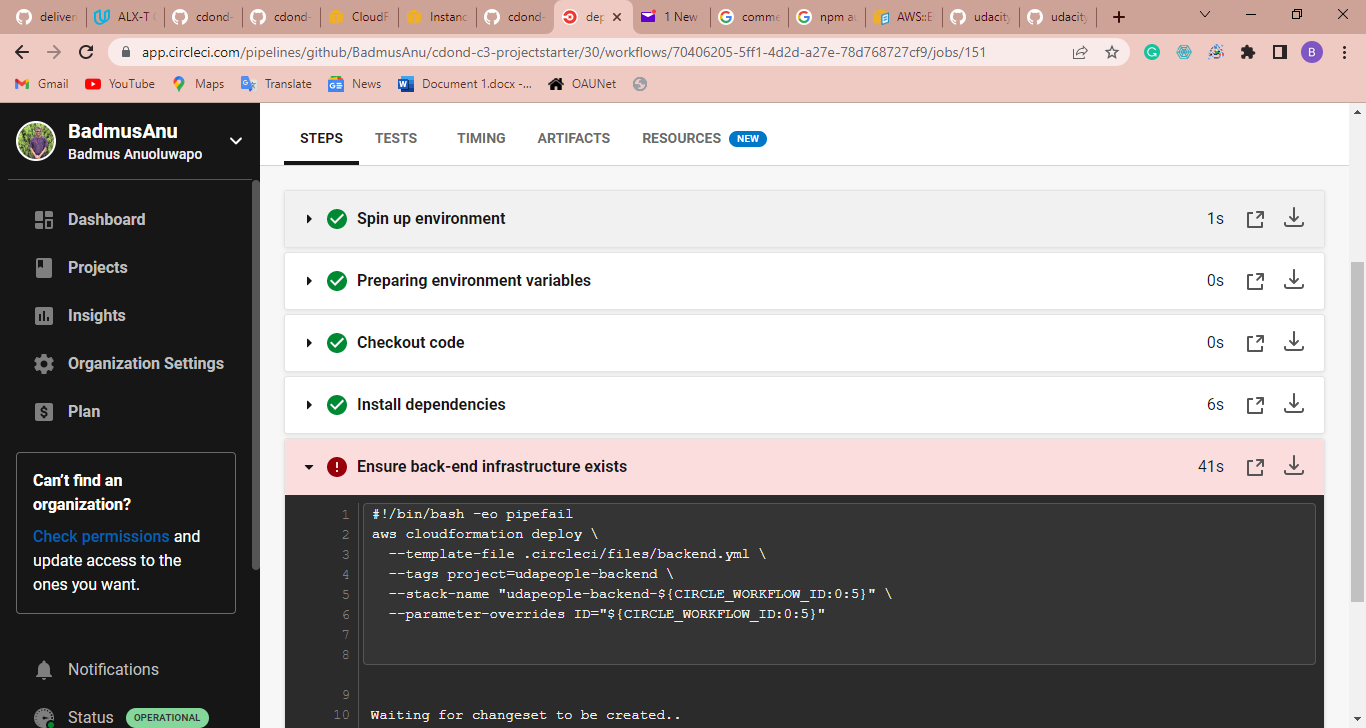 deliver
ALX-T
cdond-
cdond-
CloudF
Instanc
cdond-
dep
1 New
comme
npm au
AWS::E
udacity
udacity
app.circleci.com/pipelines/github/BadmusAnu/cdond-c3-projectstarter/30/workflows/70406205-5ff1-4d2d-a27e-78d768727cf9/jobs/151
B
Gmail
YouTube
Maps
Translate
News
Document 1.docx -...
OAUNet
BadmusAnu
Badmus Anuoluwapo
Dashboard
Projects
Insights
Organization Settings
Plan
Can't find an
organization?
Check permissions and
update access to the
ones you want.
Notifications
Status OPERATIONAL
STEPS TESTS TIMING ARTIFACTS RESOURCES NEW
Spin up environment 1s
Preparing environment variables 0s
Checkout code 0s
Install dependencies 6s
Ensure back-end infrastructure exists 41s
1 #!/bin/bash -eo pipefail
2 aws cloudformation deploy \
3 --template-file .circleci/files/backend.yml \
4 --tags project=udapeople-backend \
5 --stack-name "udapeople-backend-${CIRCLE_WORKFLOW_ID:0:5}" \
6 --parameter-overrides ID="${CIRCLE_WORKFLOW_ID:0:5}"
7
8
9
10 Waiting for changeset to be created..